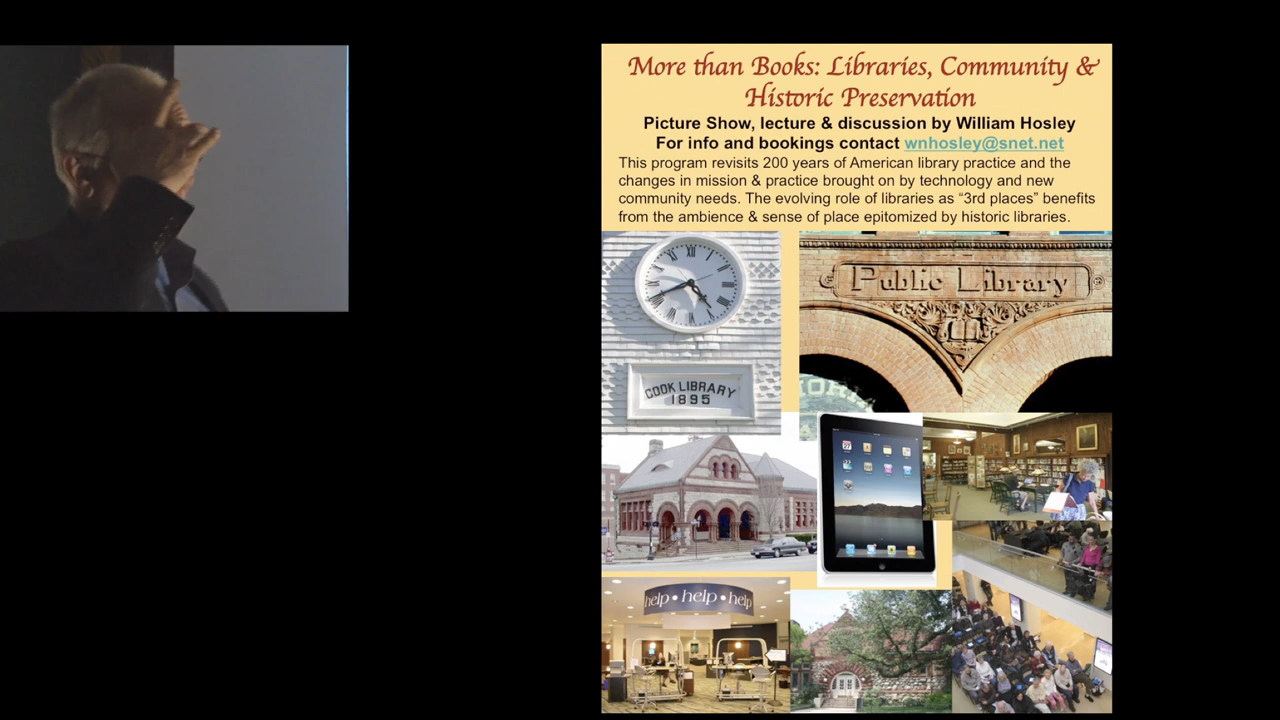 More than Books: Libraries, Community &
Historic Preservation
Picture Show, lecture & discussion by William Hosley
For info and bookings contact wnhosley@snet.net
This program revisits 200 years of American library practice and the
changes in mission & practice brought on by technology and new
community needs. The evolving role of libraries as “3rd places” benefits
from the ambience & sense of place epitomized by historic libraries.
XII
Public Library
COOK LIBRARY
1895
27
help • help • help